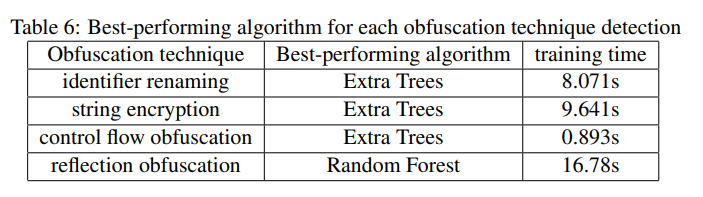 Table 6: Best-performing algorithm for each obfuscation technique detection
Obfuscation technique Best-performing algorithm training time
identifier renaming Extra Trees 8.071s
string encryption Extra Trees 9.641s
control flow obfuscation Extra Trees 0.893s
reflection obfuscation Random Forest 16.78s